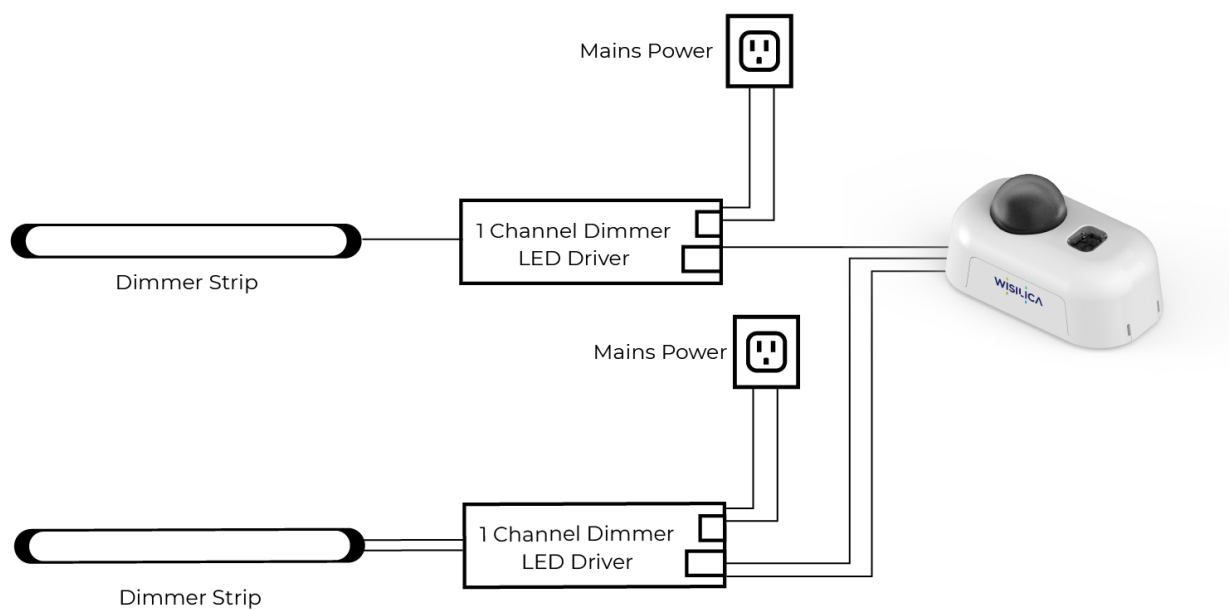 Mains Power
1 Channel Dimmer
LED Driver
Dimmer Strip
WISILICA
Mains Power
1 Channel Dimmer
LED Driver
Dimmer Strip